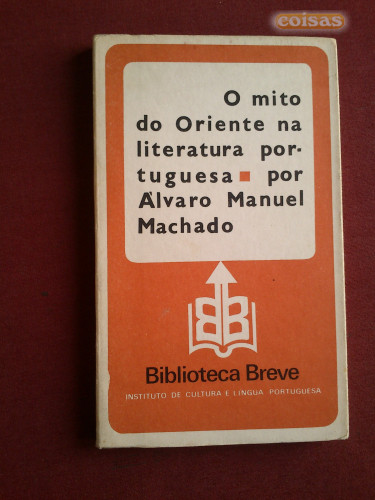 coisas
O mito
do Oriente na
literatura por-
tuguesa ■ por
Álvaro Manuel
Machado
BB
Biblioteca Breve
INSTITUTO DE CULTURA E LÍNGUA PORTUGUESA